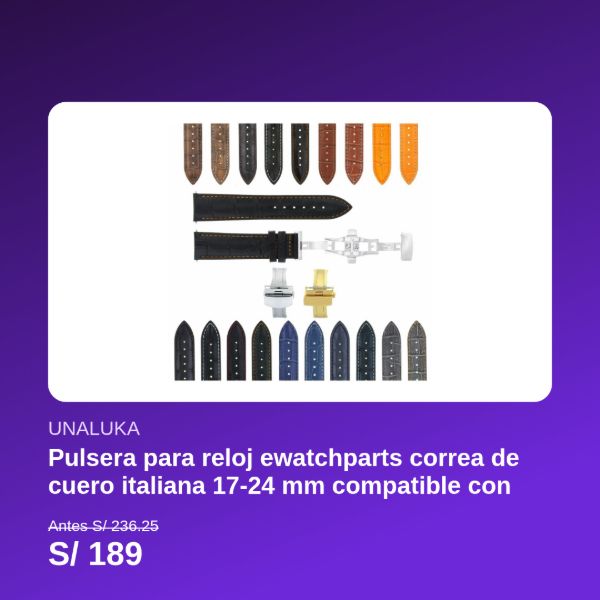 UNALUKA
Pulsera para reloj ewatchparts correa de
cuero italiana 17-24 mm compatible con
Antes S/ 236.25
S/ 189